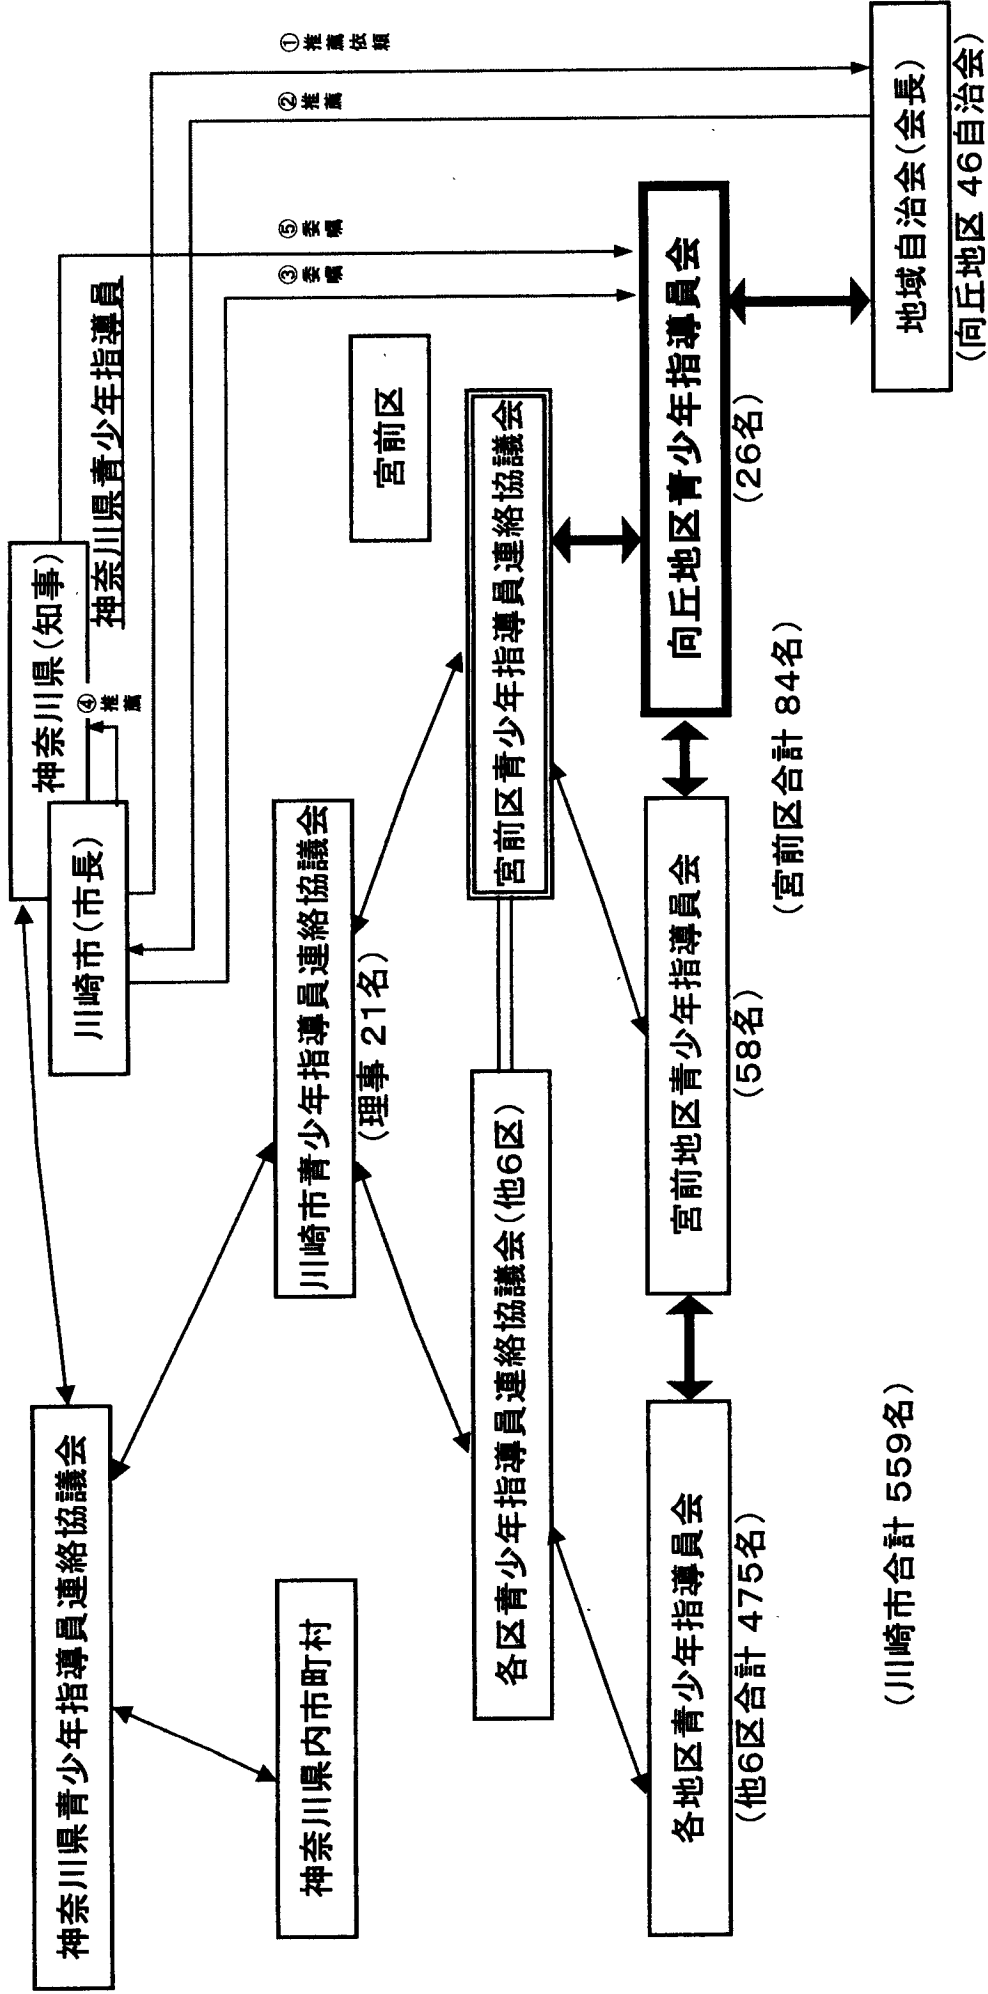 神奈川県青少年指導員連絡協議会
神奈川県(知事)
川崎市(市長)
④推薦
神奈川県青少年指導員
①推薦依頼
②推薦
⑤委嘱
③委嘱
神奈川県内市町村
川崎市青少年指導員連絡協議会
(理事 21名)
宮前区
各区青少年指導員連絡協議会(他6区)
宮前区青少年指導員連絡協議会
各地区青少年指導員会
(他6区合計 475名)
宮前地区青少年指導員会
(58名)
向丘地区青少年指導員会
(26名)
(宮前区合計 84名)
地域自治会(会長)
(向丘地区 46自治会)
(川崎市合計 559名)